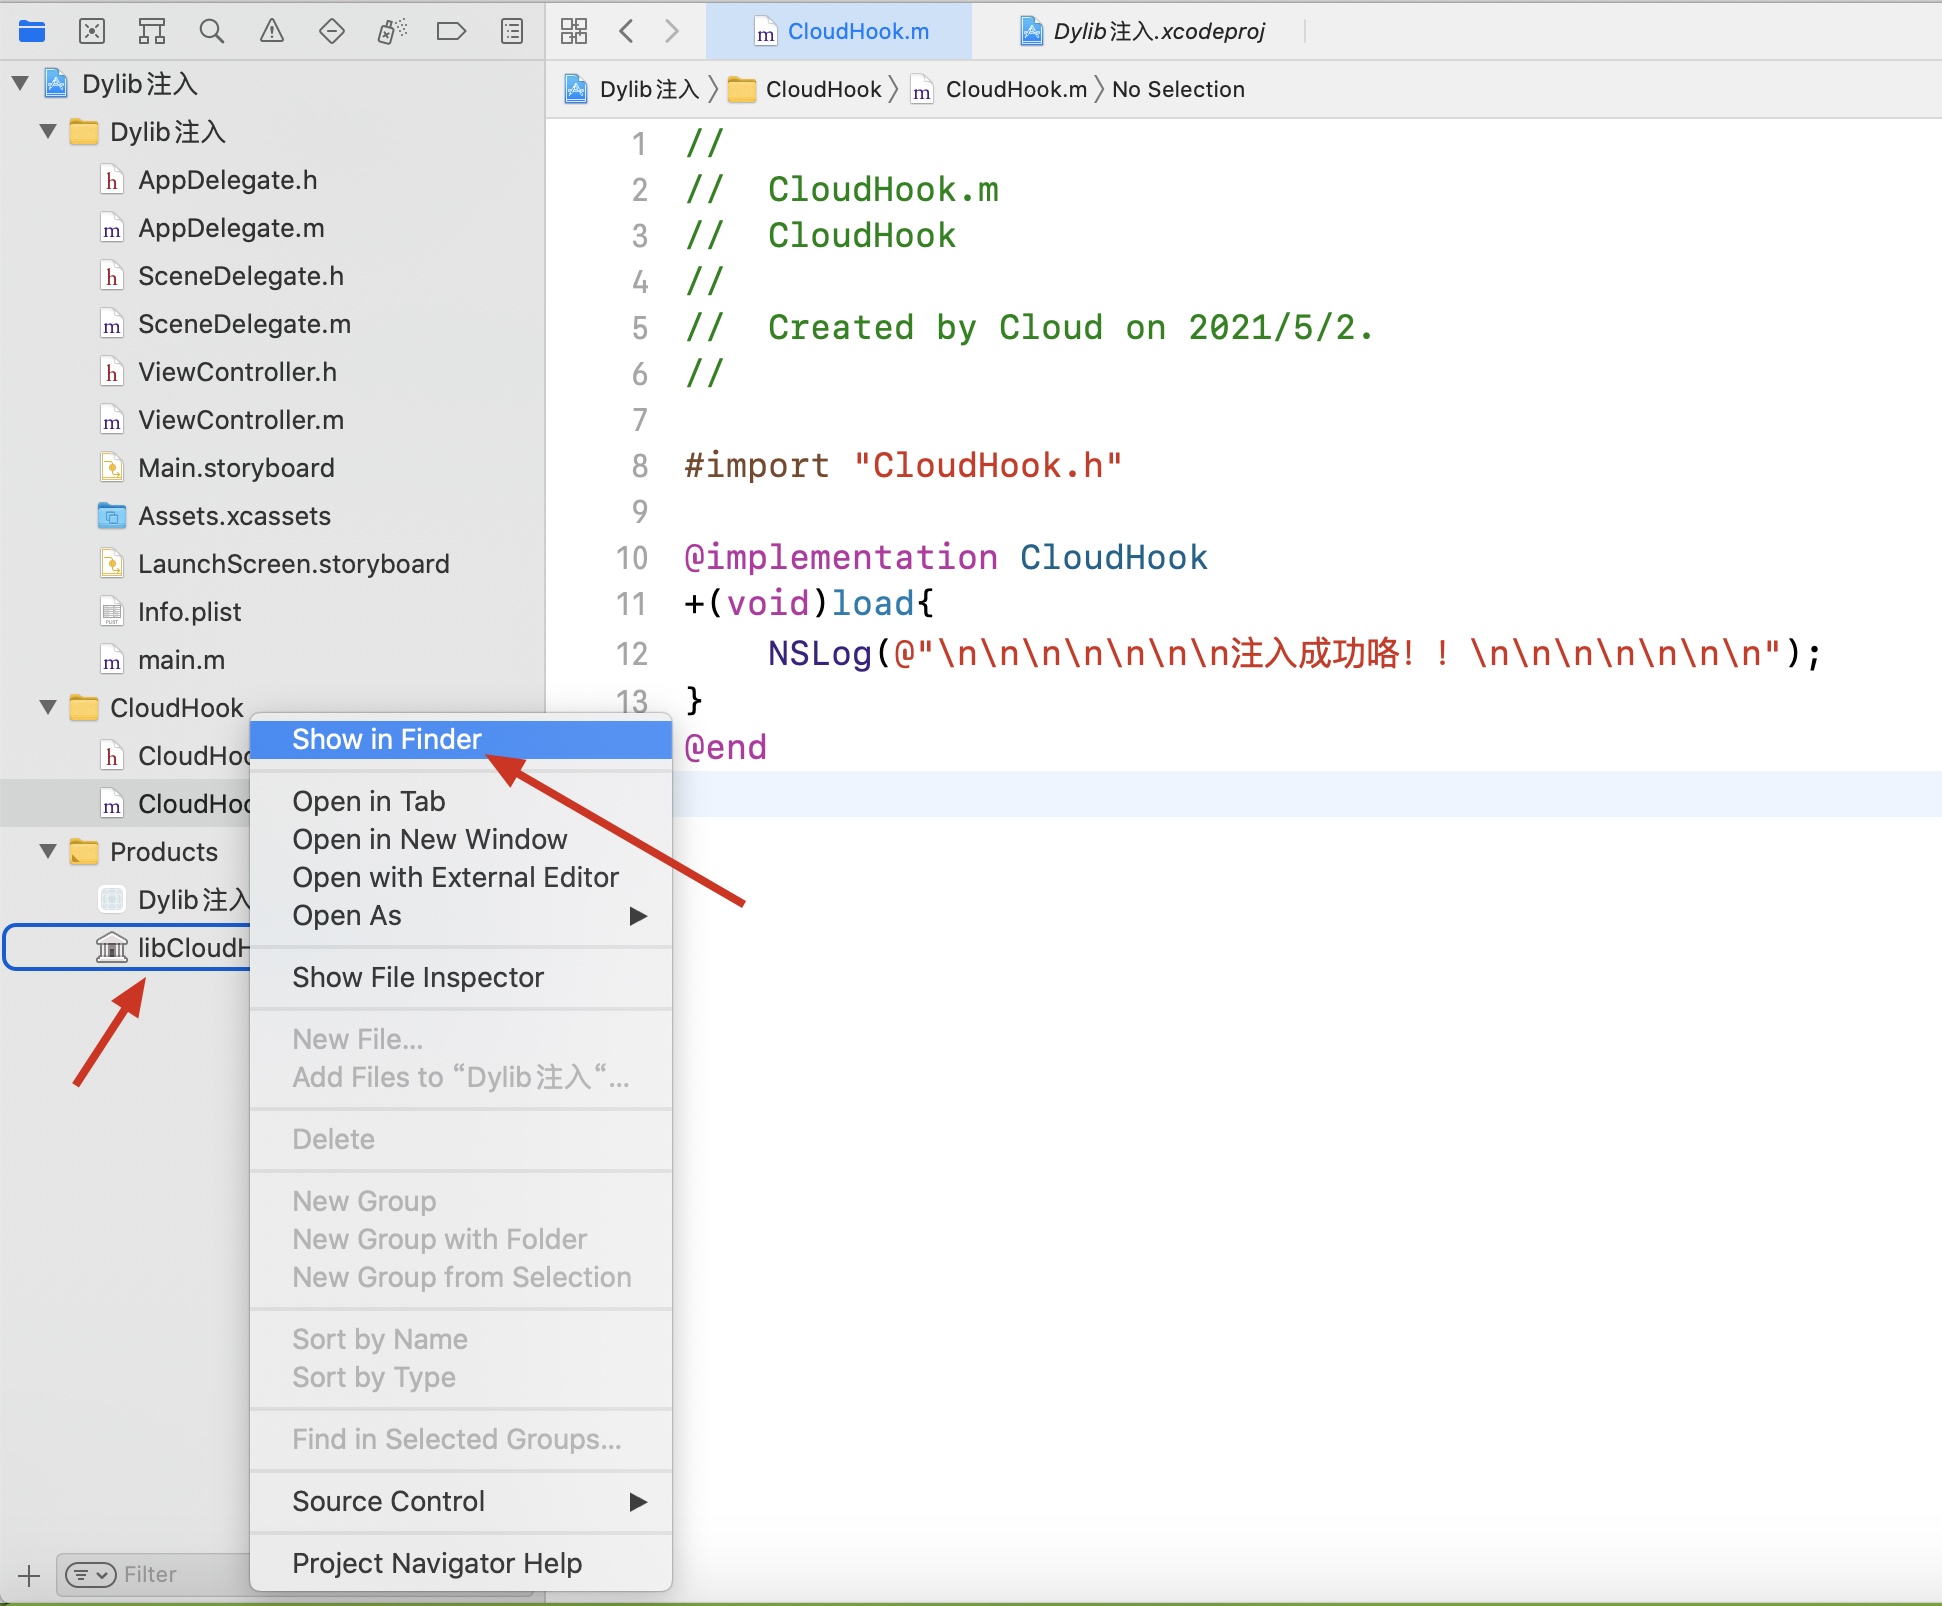 CloudHook.m
Dylib注入.xcodeproj
Dylib注入
Dylib注入
AppDelegate.h
AppDelegate.m
SceneDelegate.h
SceneDelegate.m
ViewController.h
ViewController.m
Main.storyboard
Assets.xcassets
LaunchScreen.storyboard
Info.plist
main.m
CloudHook
CloudHoo
CloudHoo
Products
Dylib注入
libCloudH
Filter
Show in Finder
Open in Tab
Open in New Window
Open with External Editor
Open As
Show File Inspector
New File...
Add Files to “Dylib注入“...
Delete
New Group
New Group with Folder
New Group from Selection
Sort by Name
Sort by Type
Find in Selected Groups...
Source Control
Project Navigator Help
Dylib注入 〉 CloudHook 〉 m CloudHook.m 〉 No Selection
1 //
2 //  CloudHook.m
3 //  CloudHook
4 //
5 //  Created by Cloud on 2021/5/2.
6 //
7
8 #import "CloudHook.h"
9
10 @implementation CloudHook
11 +(void)load{
12     NSLog(@"\n\n\n\n\n\n\n注入成功咯！！\n\n\n\n\n\n\n");
13 }
@end